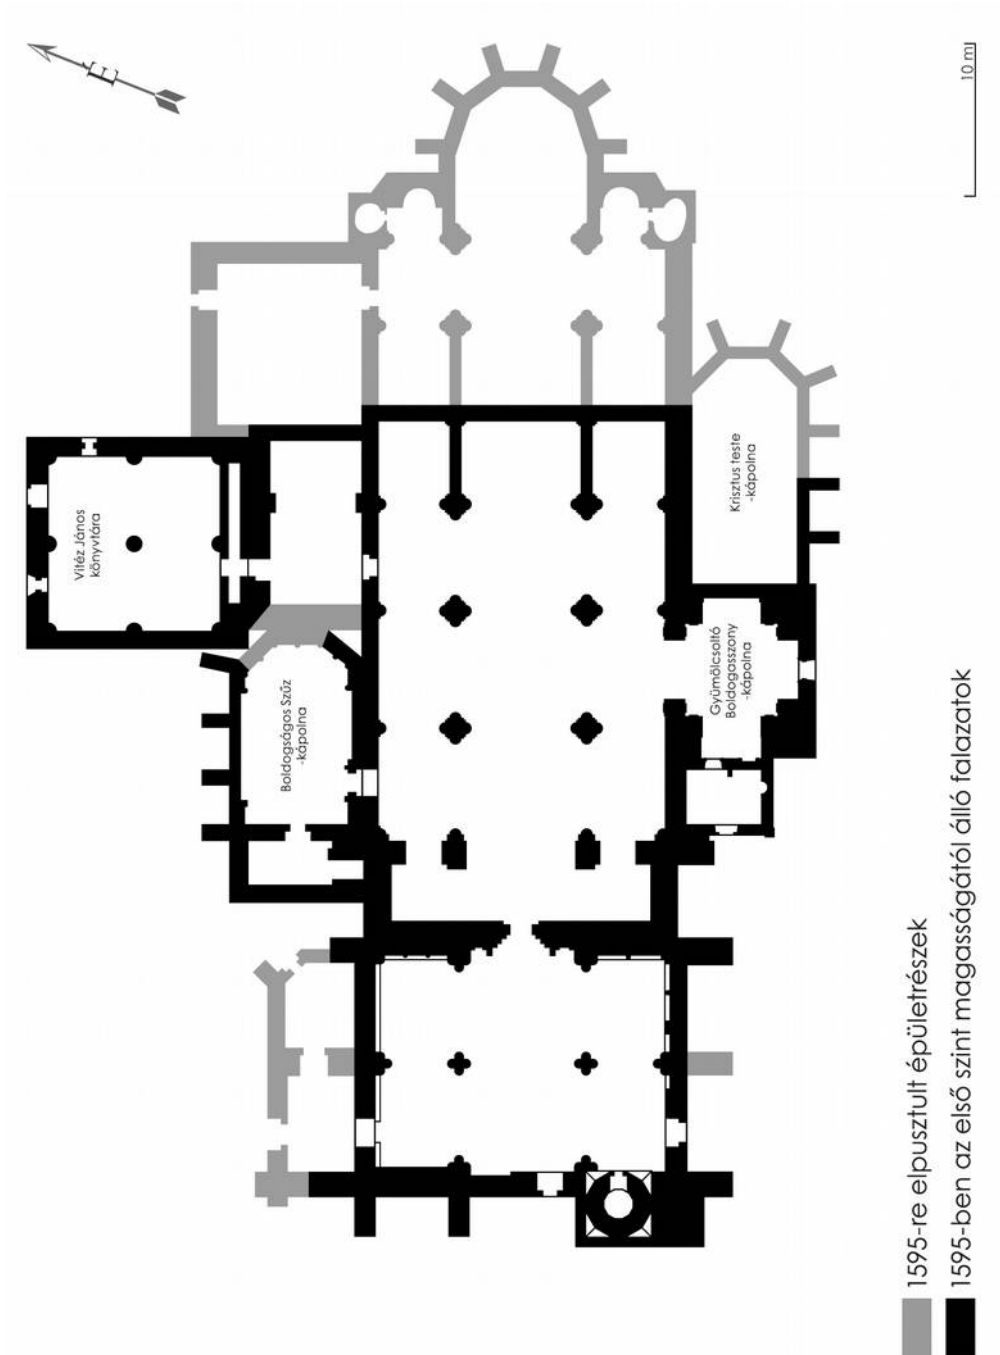 É
10 m
Vitéz János
könyvtára
Krisztus teste
-kápolna
Boldogságos Szűz
-kápolna
Gyümölcsoltó
Boldogasszony
-kápolna
1595-re elpusztult épületrészek
1595-ben az első szint magasságától álló falazatok